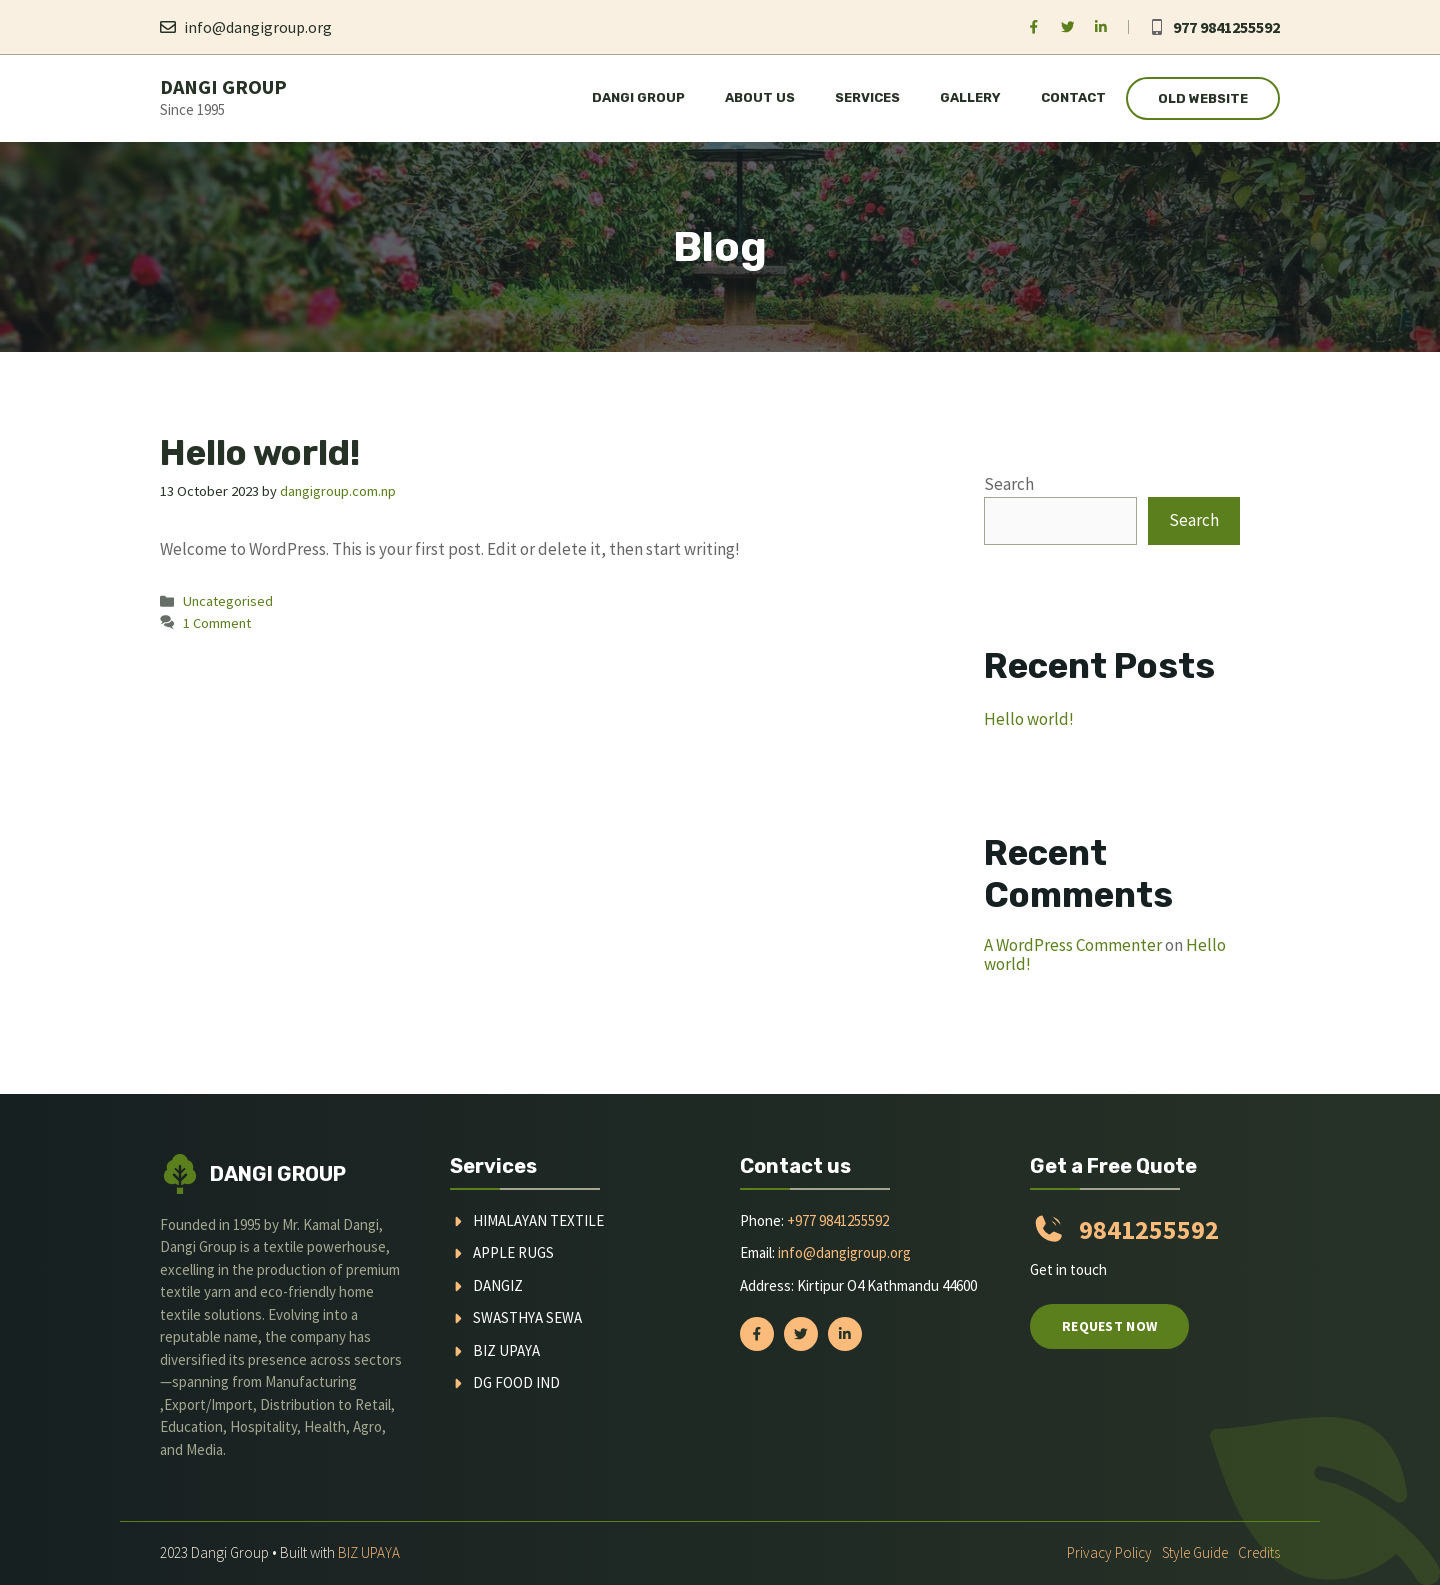 info@dangigroup.org
977 9841255592
DANGI GROUP
Since 1995
DANGI GROUP
ABOUT US
SERVICES
GALLERY
CONTACT
OLD WEBSITE
Blog
Hello world!
13 October 2023 by dangigroup.com.np
Welcome to WordPress. This is your first post. Edit or delete it, then start writing!
Uncategorised
1 Comment
Search
Search
Recent Posts
Hello world!
Recent
Comments
A WordPress Commenter on Hello
world!
DANGI GROUP
Founded in 1995 by Mr. Kamal Dangi,
Dangi Group is a textile powerhouse,
excelling in the production of premium
textile yarn and eco-friendly home
textile solutions. Evolving into a
reputable name, the company has
diversified its presence across sectors
—spanning from Manufacturing
,Export/Import, Distribution to Retail,
Education, Hospitality, Health, Agro,
and Media.
Services
HIMALAYAN TEXTILE
APPLE RUGS
DANGIZ
SWASTHYA SEWA
BIZ UPAYA
DG FOOD IND
Contact us
Phone: +977 9841255592
Email: info@dangigroup.org
Address: Kirtipur O4 Kathmandu 44600
Get a Free Quote
9841255592
Get in touch
REQUEST NOW
2023 Dangi Group • Built with BIZ UPAYA
Privacy Policy Style Guide Credits